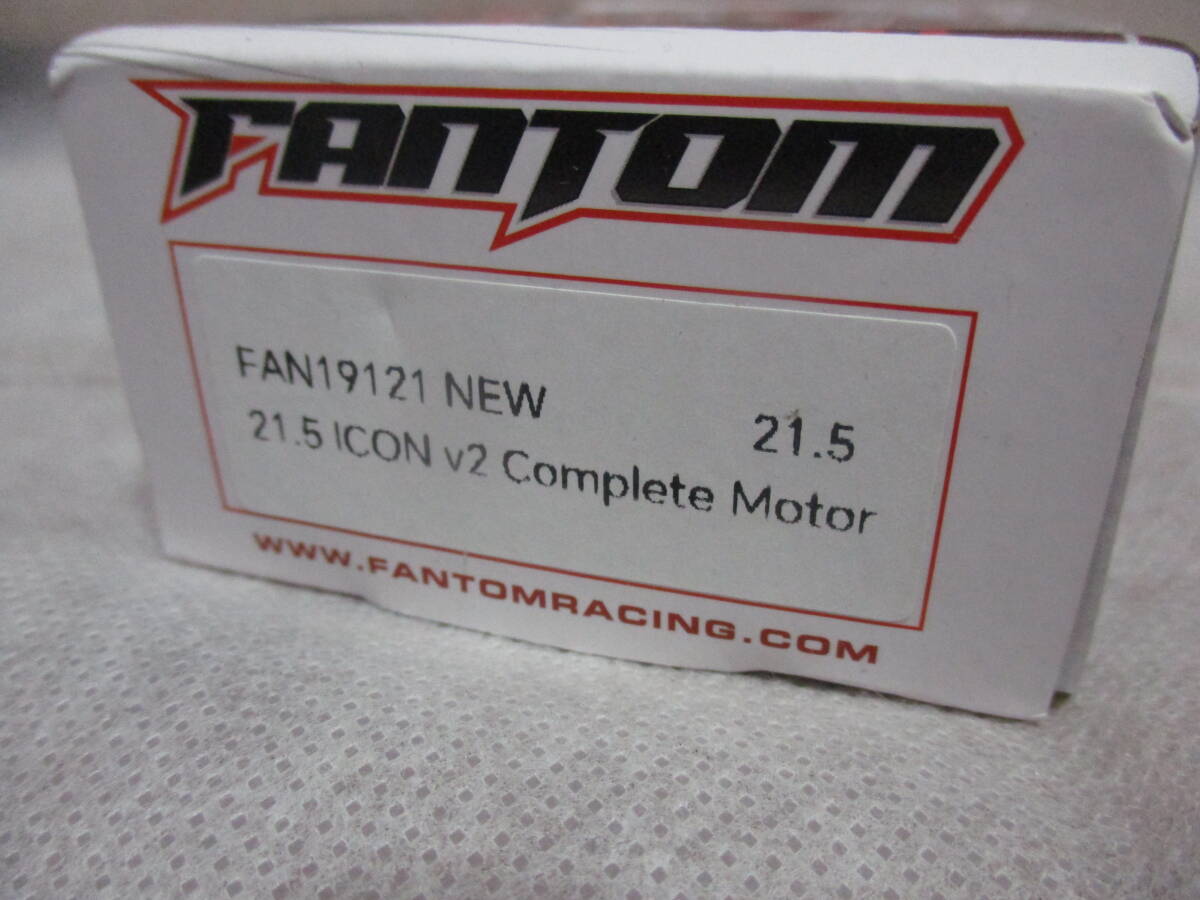 FANTOM
FAN19121 NEW 21.5
21.5 ICON v2 Complete Motor
WWW.FANTOMRACING.COM